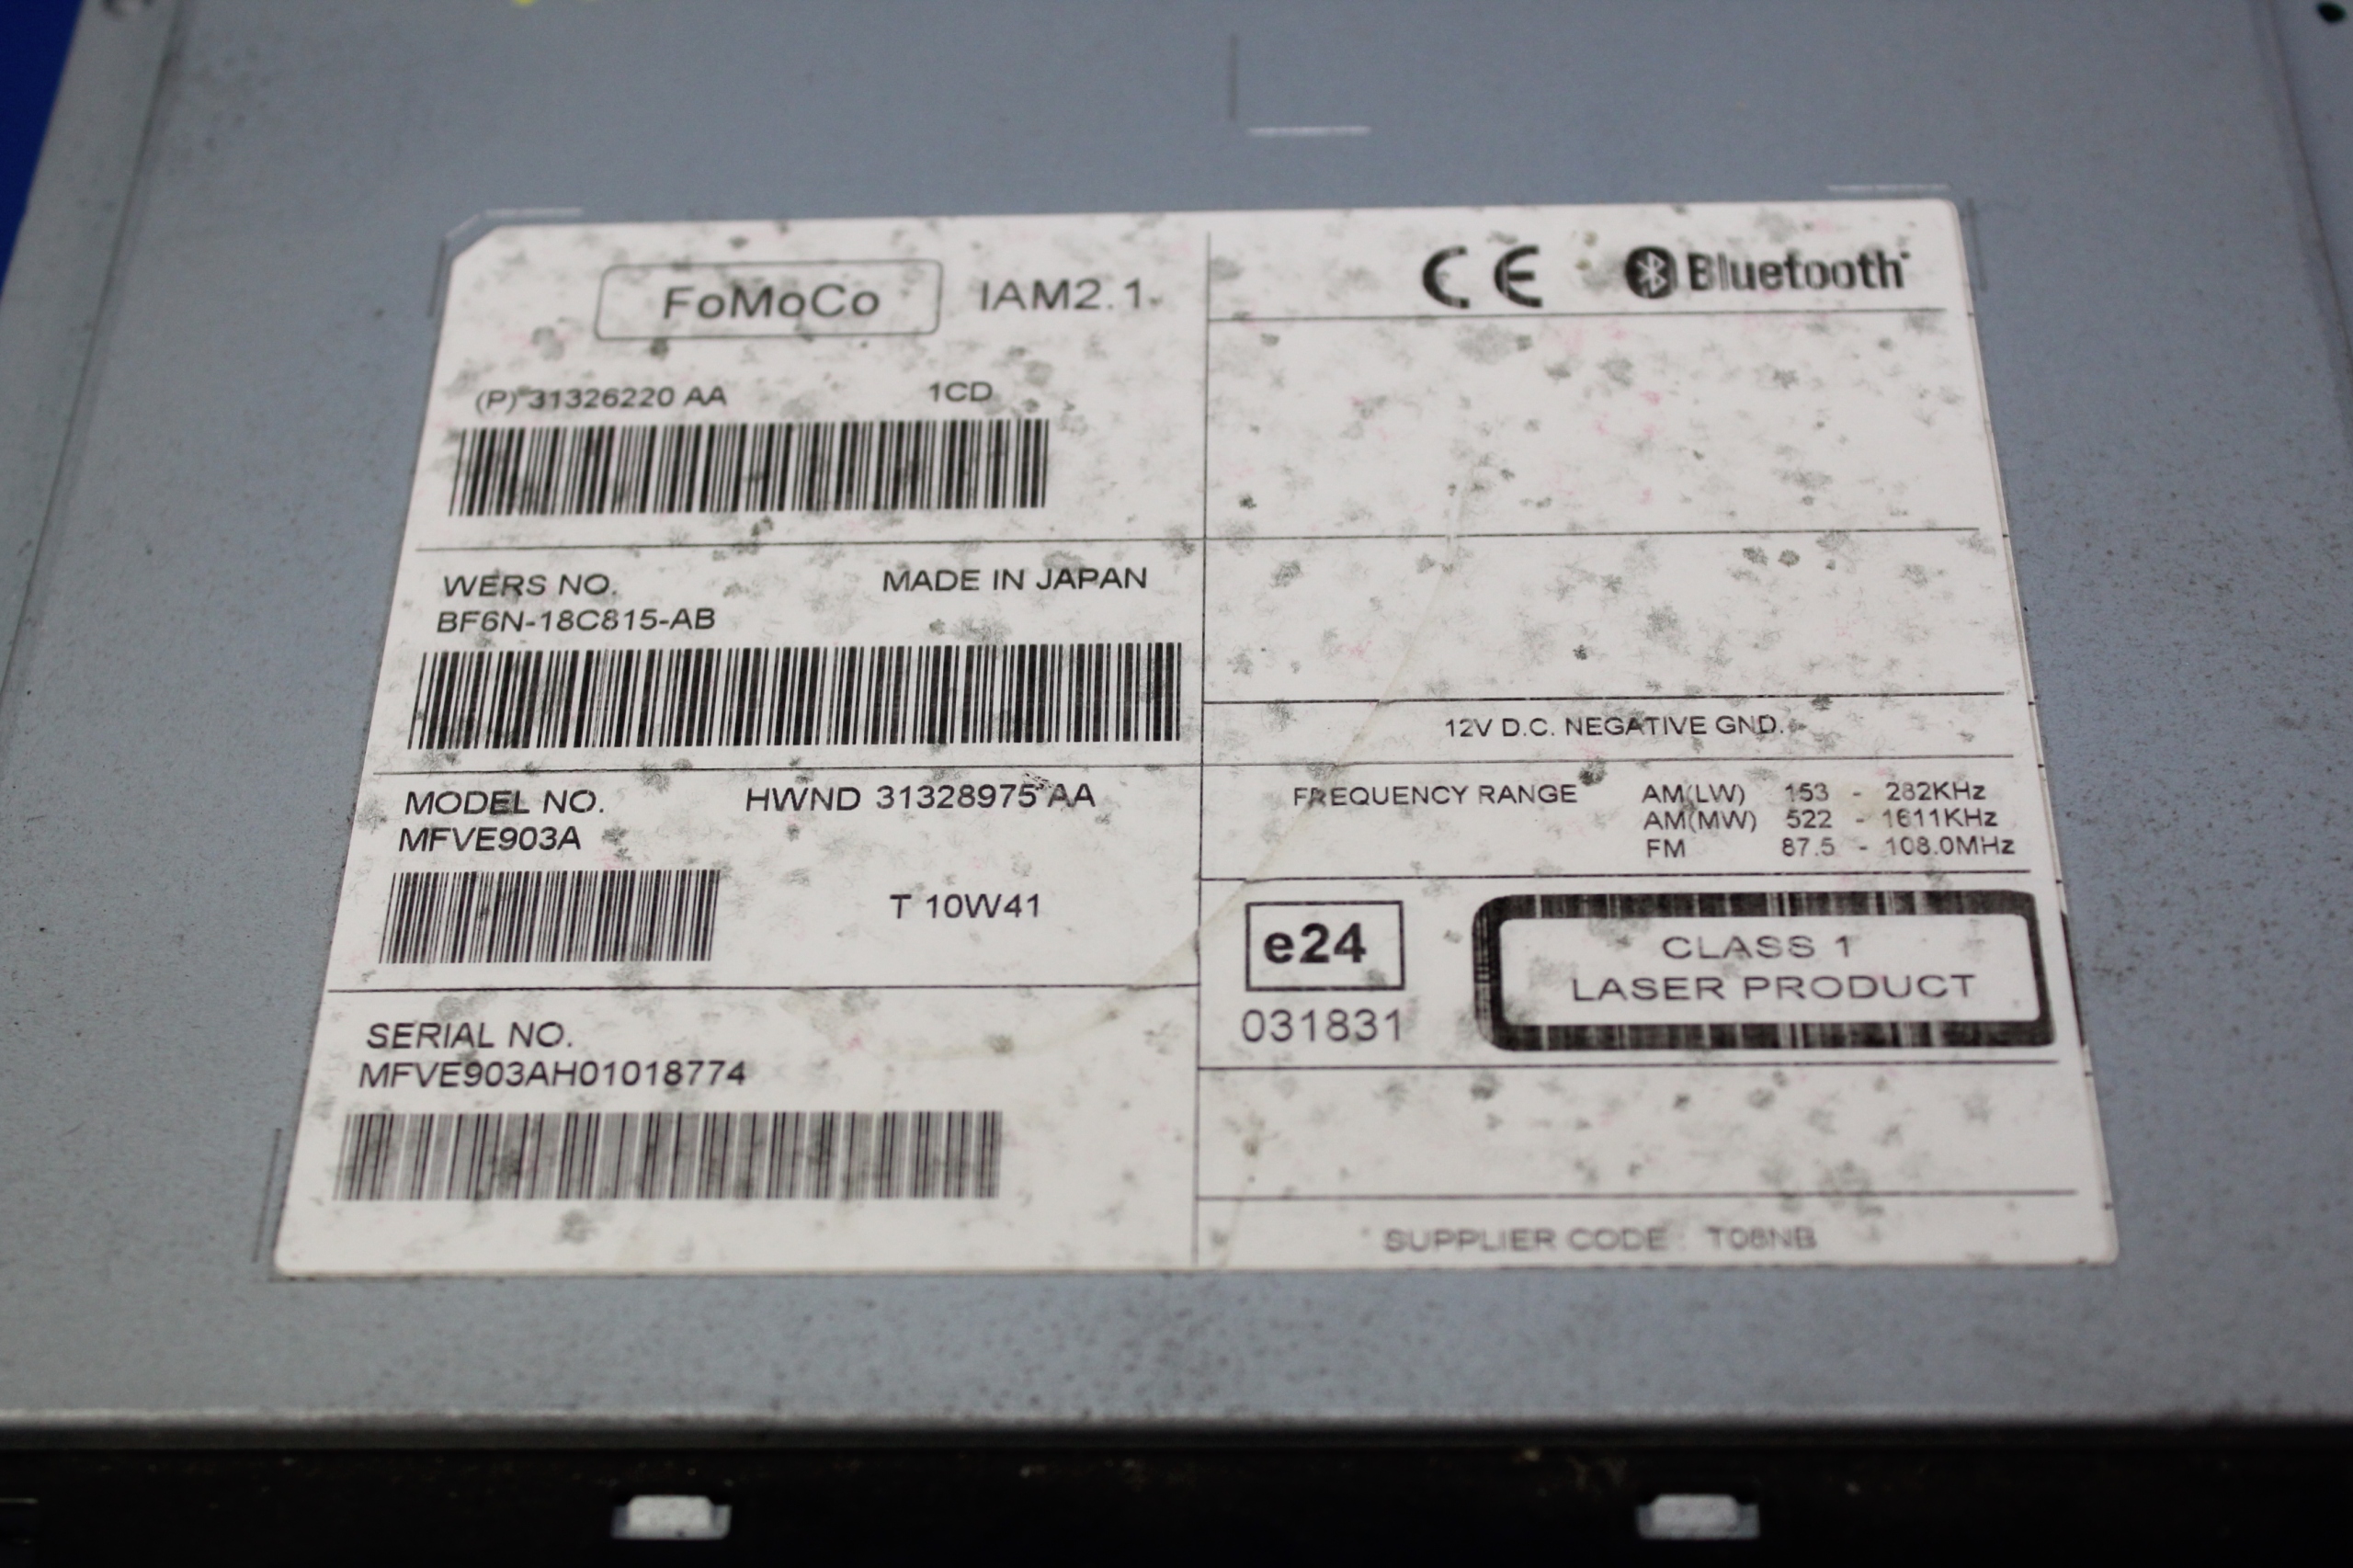 FoMoCo IAM2.1
(P) 31326220 AA 1CD
WERS NO. MADE IN JAPAN
BF6N-18C815-AB
MODEL NO. HWND 31328975 AA
MFVE903A
T 10W41
SERIAL NO.
MFVE903AH01018774
CE Bluetooth
12V D.C. NEGATIVE GND.
FREQUENCY RANGE AM(LW) 153 - 282KHz
AM(MW) 522 - 1611KHz
FM 87.5 - 108.0MHz
e24
031831
CLASS 1
LASER PRODUCT
SUPPLIER CODE : T08NB